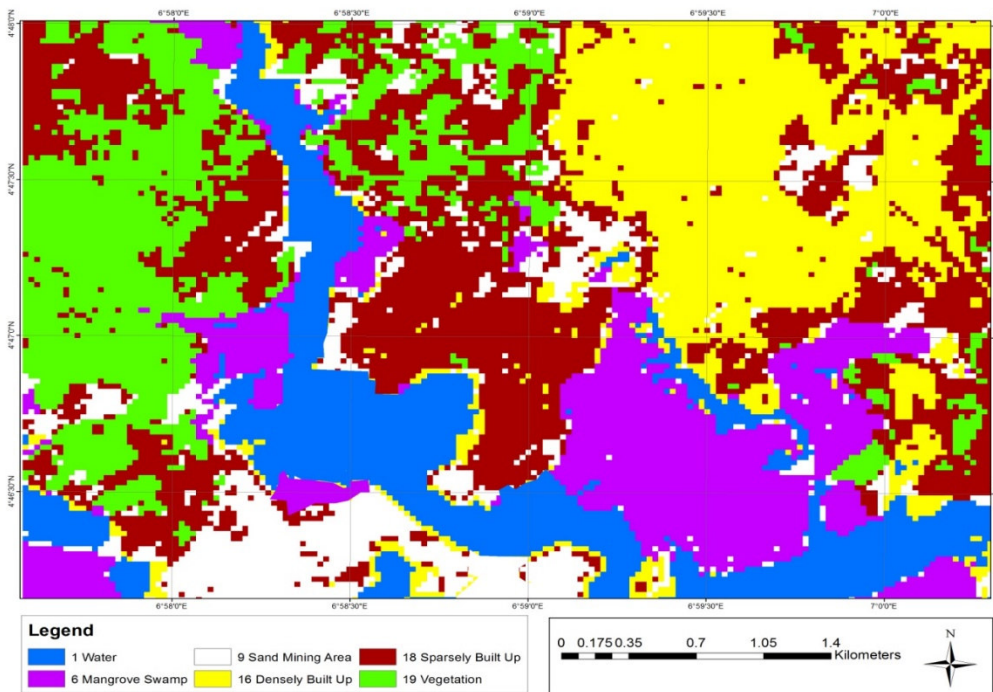 6°58'0"E 6°58'30"E 6°59'0"E 6°59'30"E 7°0'0"E
4°48'0"N
4°47'30"N
4°47'0"N
4°46'30"N
6°58'0"E 6°58'30"E 6°59'0"E 6°59'30"E 7°0'0"E
Legend
1 Water 9 Sand Mining Area 18 Sparsely Built Up
6 Mangrove Swamp 16 Densely Built Up 19 Vegetation
N
0 0.175 0.35 0.7 1.05 1.4
Kilometers